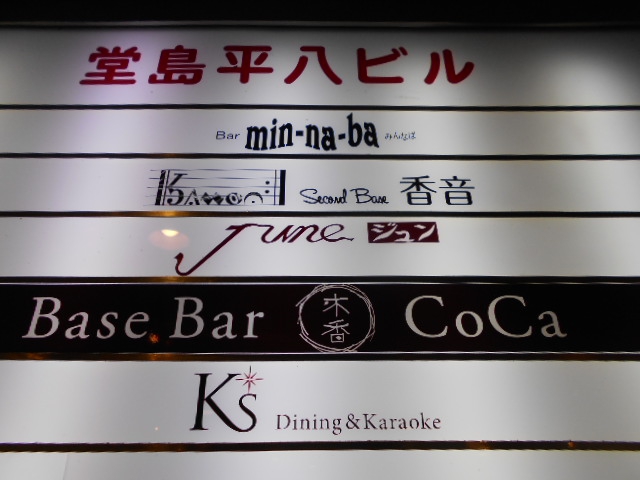 堂島平八ビル
Bar min-na-ba みんなば
Second Base 香音
June ジュン
Base Bar 木香 CoCa
K's Dining&Karaoke